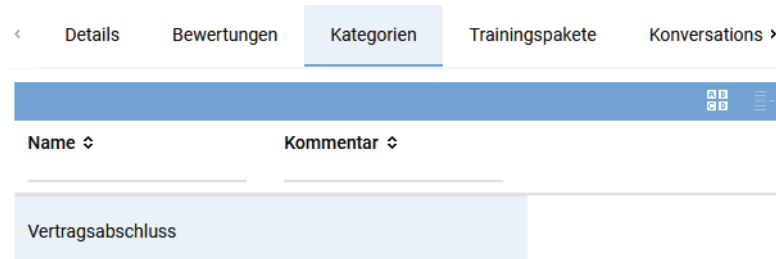 Details Bewertungen Kategorien Trainingspakete Konversations
A B C D
Name Kommentar
Vertragsabschluss